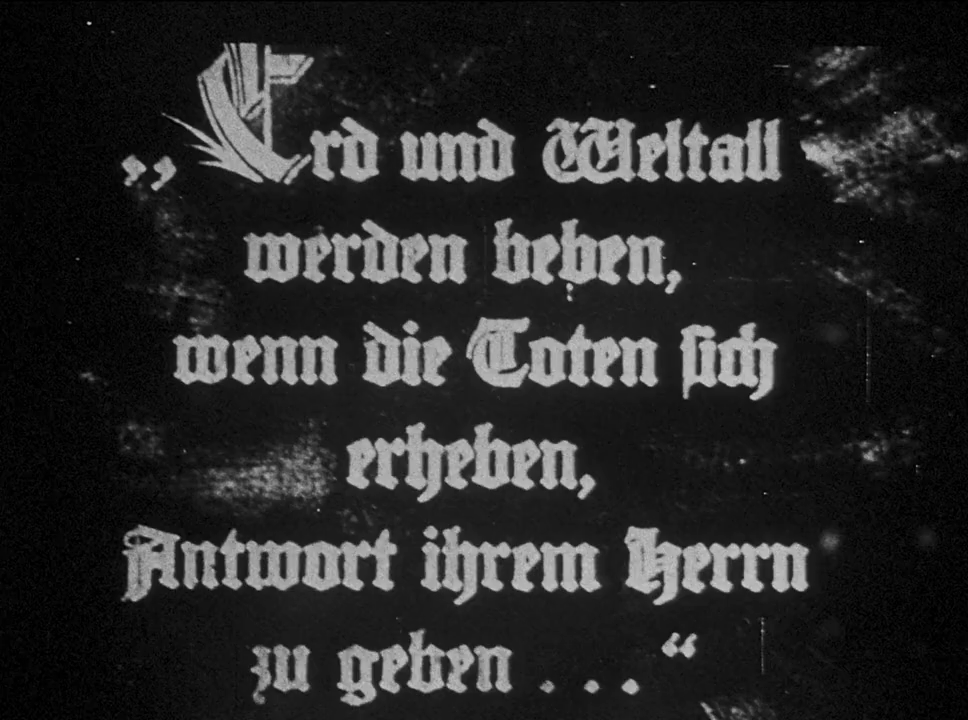 „Erd und Weltall
werden beben,
wenn die Toten sich
erheben,
Antwort ihrem Herrn
zu geben . . .“